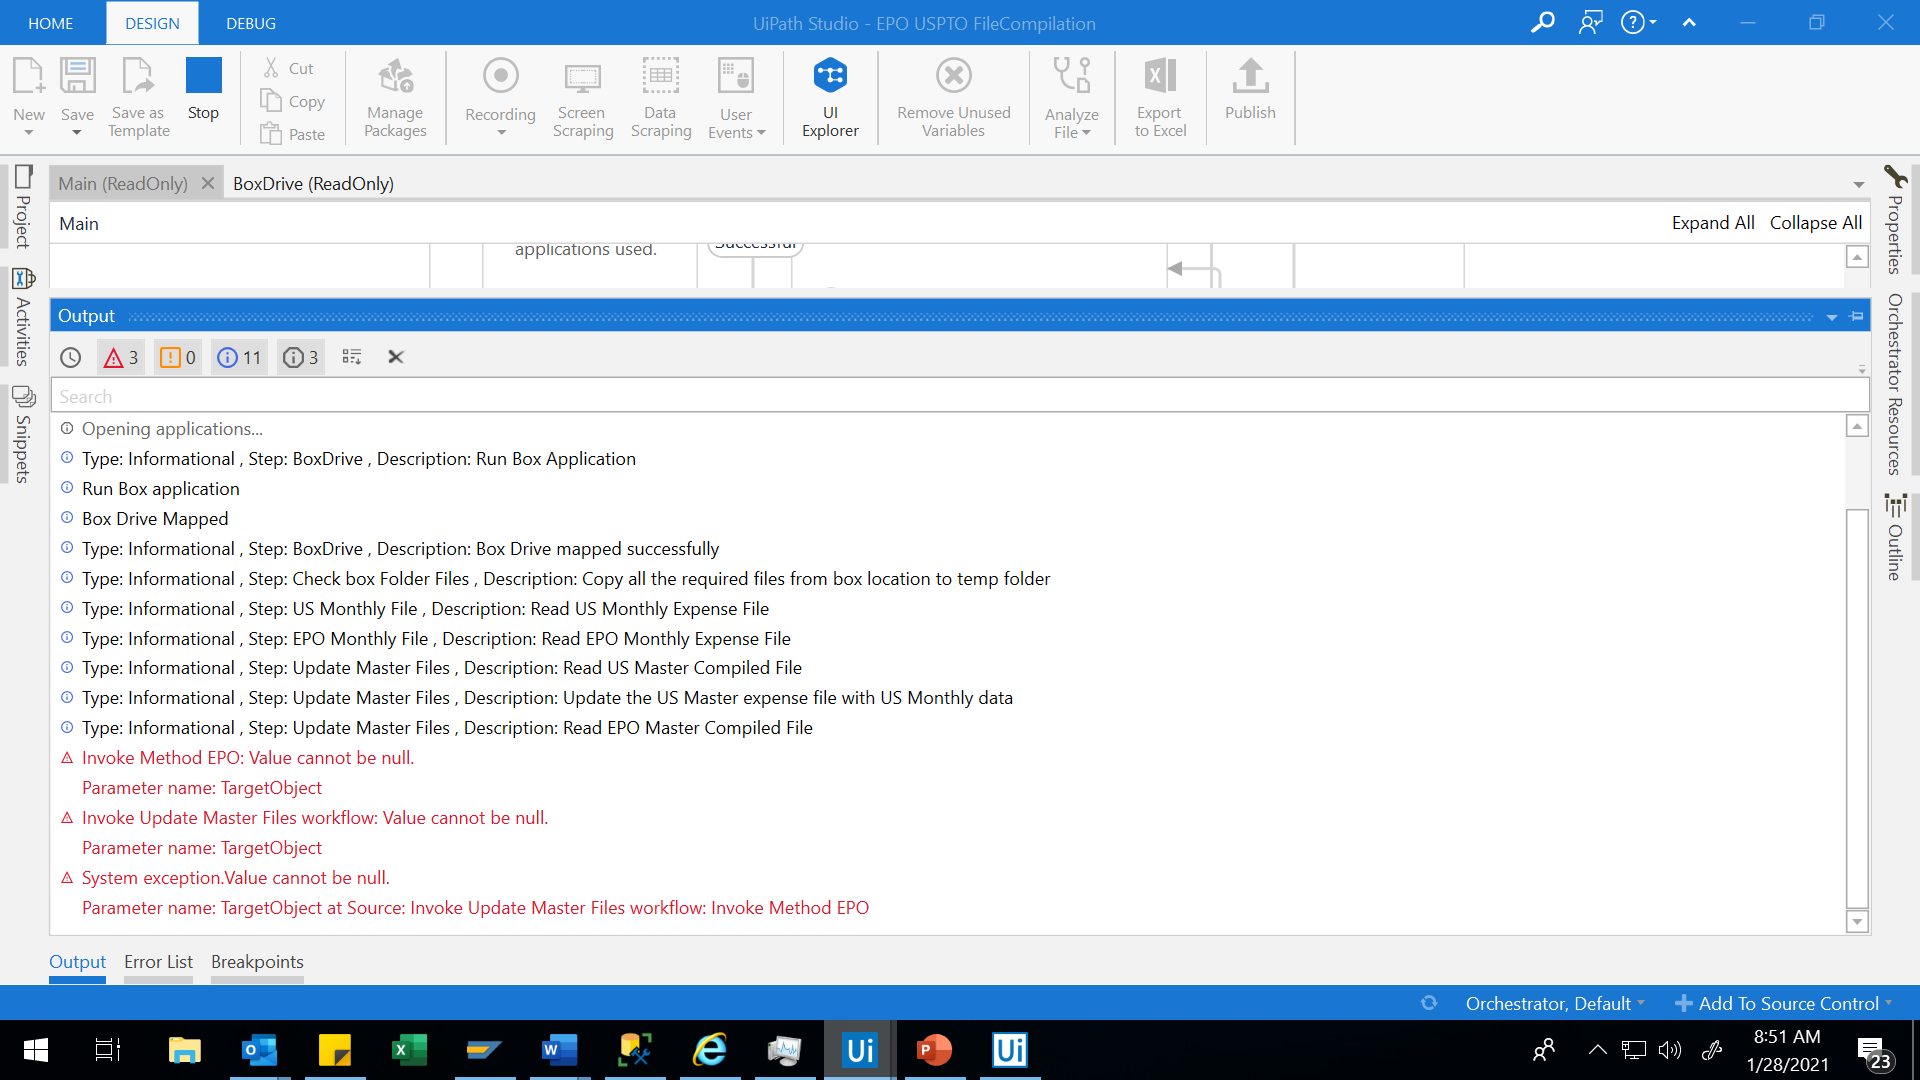 HOME DESIGN DEBUG UiPath Studio - EPO USPTO FileCompilation
New Save Save as Template Stop Cut Copy Paste Manage Packages Recording Screen Scraping Data Scraping User Events UI Explorer Remove Unused Variables Analyze File Export to Excel Publish
Main (ReadOnly) BoxDrive (ReadOnly)
Main Expand All Collapse All
applications used. Successful
Project
Activities
Snippets
Properties
Orchestrator Resources
Outline
Output
3 0 11 3
Search
Opening applications...
Type: Informational , Step: BoxDrive , Description: Run Box Application
Run Box application
Box Drive Mapped
Type: Informational , Step: BoxDrive , Description: Box Drive mapped successfully
Type: Informational , Step: Check box Folder Files , Description: Copy all the required files from box location to temp folder
Type: Informational , Step: US Monthly File , Description: Read US Monthly Expense File
Type: Informational , Step: EPO Monthly File , Description: Read EPO Monthly Expense File
Type: Informational , Step: Update Master Files , Description: Read US Master Compiled File
Type: Informational , Step: Update Master Files , Description: Update the US Master expense file with US Monthly data
Type: Informational , Step: Update Master Files , Description: Read EPO Master Compiled File
Invoke Method EPO: Value cannot be null.
Parameter name: TargetObject
Invoke Update Master Files workflow: Value cannot be null.
Parameter name: TargetObject
System exception.Value cannot be null.
Parameter name: TargetObject at Source: Invoke Update Master Files workflow: Invoke Method EPO
Output Error List Breakpoints
Orchestrator, Default Add To Source Control
Ui Ui
8:51 AM
1/28/2021
23